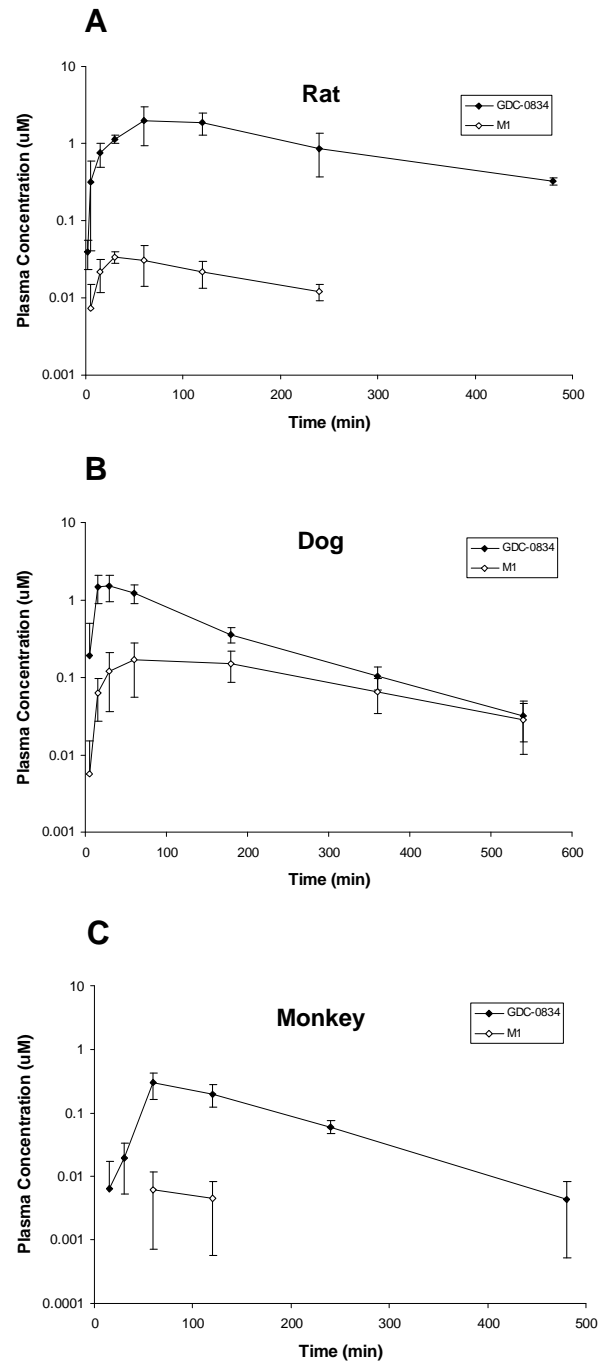 A
Rat
GDC-0834
M1
Plasma Concentration (uM)
10
1
0.1
0.01
0.001
0 100 200 300 400 500
Time (min)
B
Dog
GDC-0834
M1
Plasma Concentration (uM)
10
1
0.1
0.01
0.001
0 100 200 300 400 500 600
Time (min)
C
Monkey
GDC-0834
M1
Plasma Concentration (uM)
10
1
0.1
0.01
0.001
0.0001
0 100 200 300 400 500
Time (min)